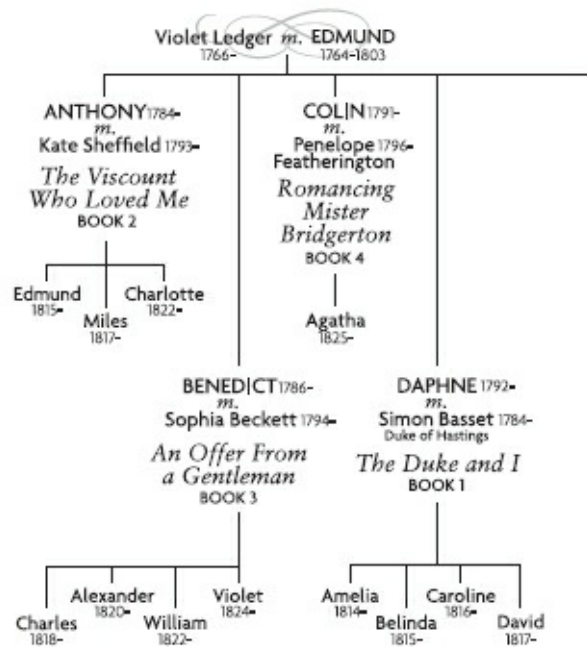 Violet Ledger m. EDMUND
1766- 1764-1803
ANTHONY 1784-
m.
Kate Sheffield 1793-
The Viscount
Who Loved Me
BOOK 2
Edmund
1815-
Miles
1817-
Charlotte
1822-
COLIN 1791-
m.
Penelope 1796-
Featherington
Romancing
Mister
Bridgerton
BOOK 4
Agatha
1825-
BENEDICT 1786-
m.
Sophia Beckett 1794-
An Offer From
a Gentleman
BOOK 3
Charles
1818-
Alexander
1820-
William
1822-
Violet
1824-
DAPHNE 1792-
m.
Simon Basset 1784-
Duke of Hastings
The Duke and I
BOOK 1
Amelia
1814-
Belinda
1815-
Caroline
1816-
David
1817-